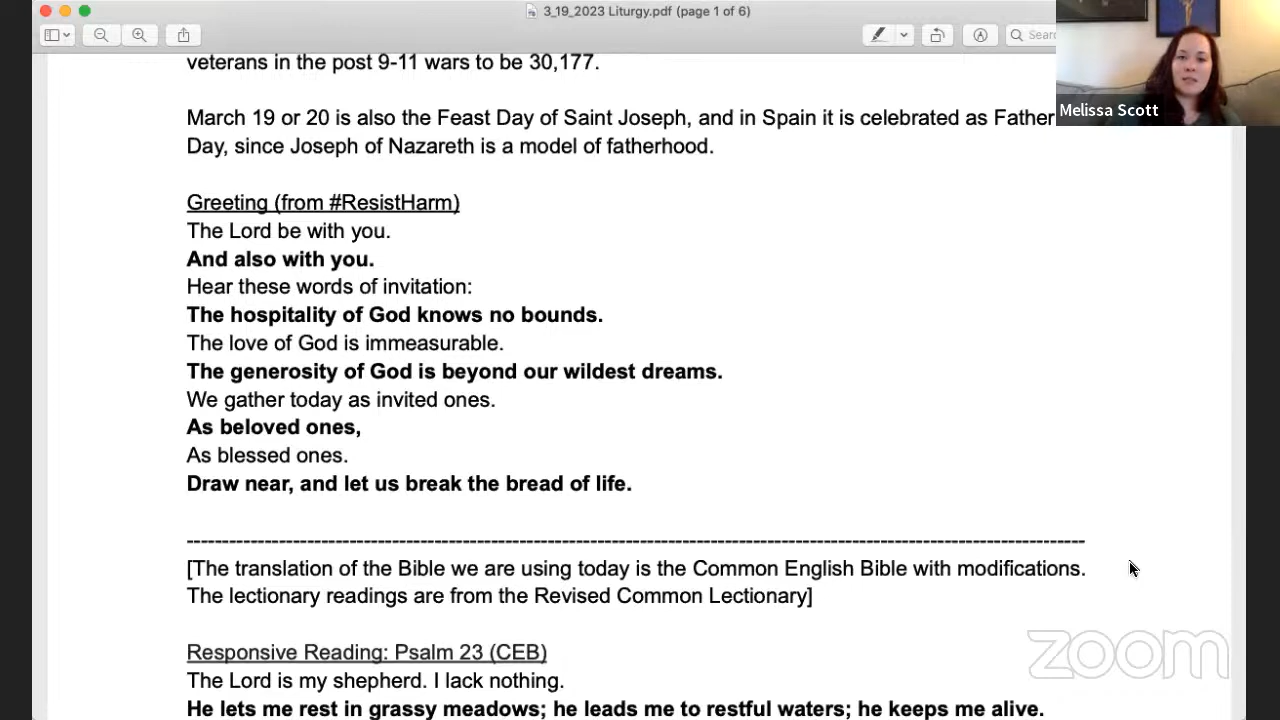 3_19_2023 Liturgy.pdf (page 1 of 6)
Sear
Melissa Scott
veterans in the post 9-11 wars to be 30,177.
March 19 or 20 is also the Feast Day of Saint Joseph, and in Spain it is celebrated as Father
Day, since Joseph of Nazareth is a model of fatherhood.
Greeting (from #ResistHarm)
The Lord be with you.
And also with you.
Hear these words of invitation:
The hospitality of God knows no bounds.
The love of God is immeasurable.
The generosity of God is beyond our wildest dreams.
We gather today as invited ones.
As beloved ones,
As blessed ones.
Draw near, and let us break the bread of life.
-----------------------------------------------------------------------------------------------------------
[The translation of the Bible we are using today is the Common English Bible with modifications.
The lectionary readings are from the Revised Common Lectionary]
Responsive Reading: Psalm 23 (CEB)
The Lord is my shepherd. I lack nothing.
He lets me rest in grassy meadows; he leads me to restful waters; he keeps me alive.
zoom